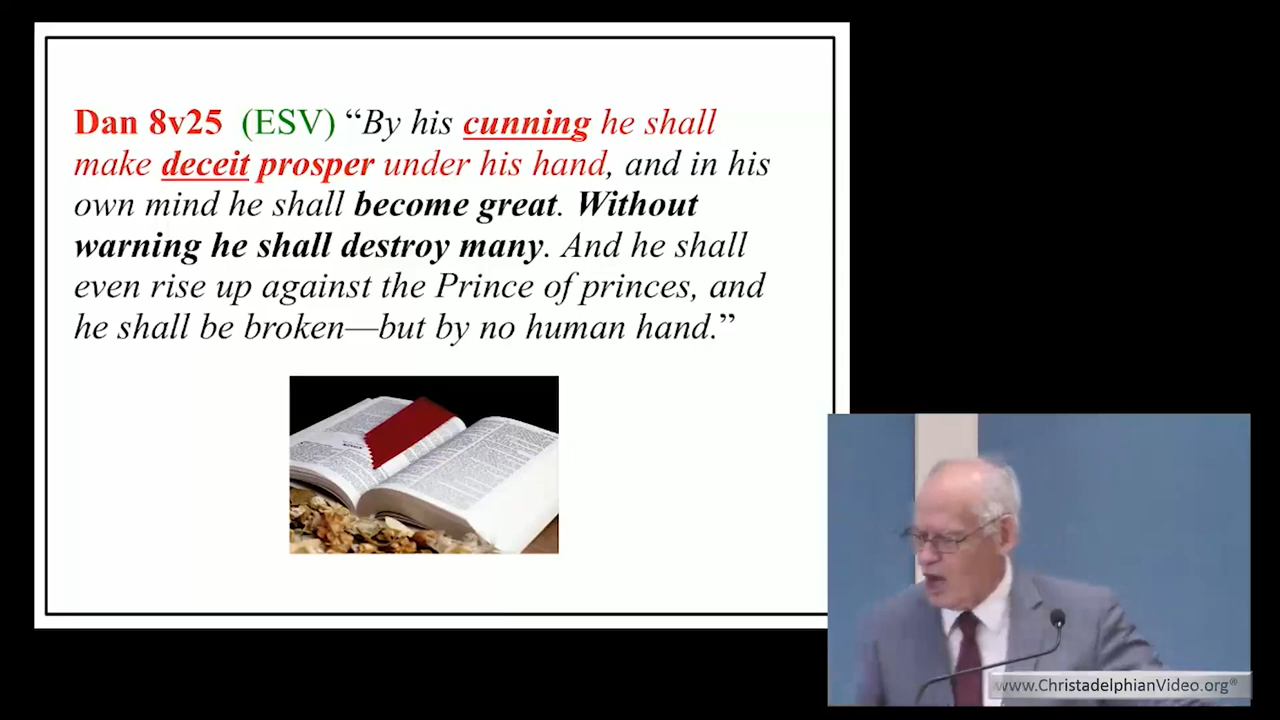 Dan 8v25 (ESV) “By his cunning he shall
make deceit prosper under his hand, and in his
own mind he shall become great. Without
warning he shall destroy many. And he shall
even rise up against the Prince of princes, and
he shall be broken—but by no human hand.”
www.ChristadelphianVideo.org®